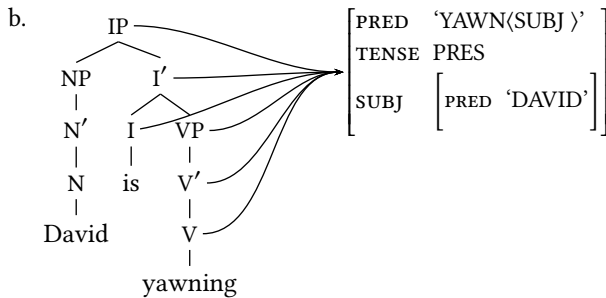 b. IP PRED ‘YAWN⟨SUBJ ⟩’
NP I′ TENSE PRES
N′ I VP SUBJ PRED ‘DAVID’
N is V′
David V
yawning